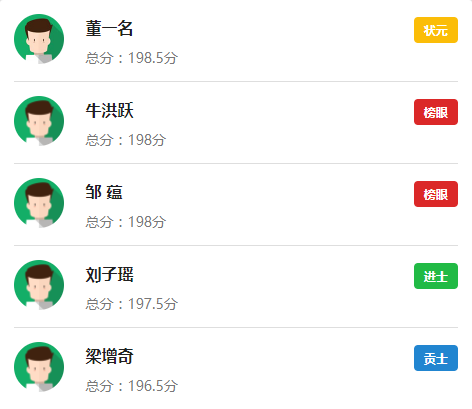 董一名
状元
总分：198.5分
牛洪跃
榜眼
总分：198分
邹 蕴
榜眼
总分：198分
刘子瑶
进士
总分：197.5分
梁增奇
贡士
总分：196.5分